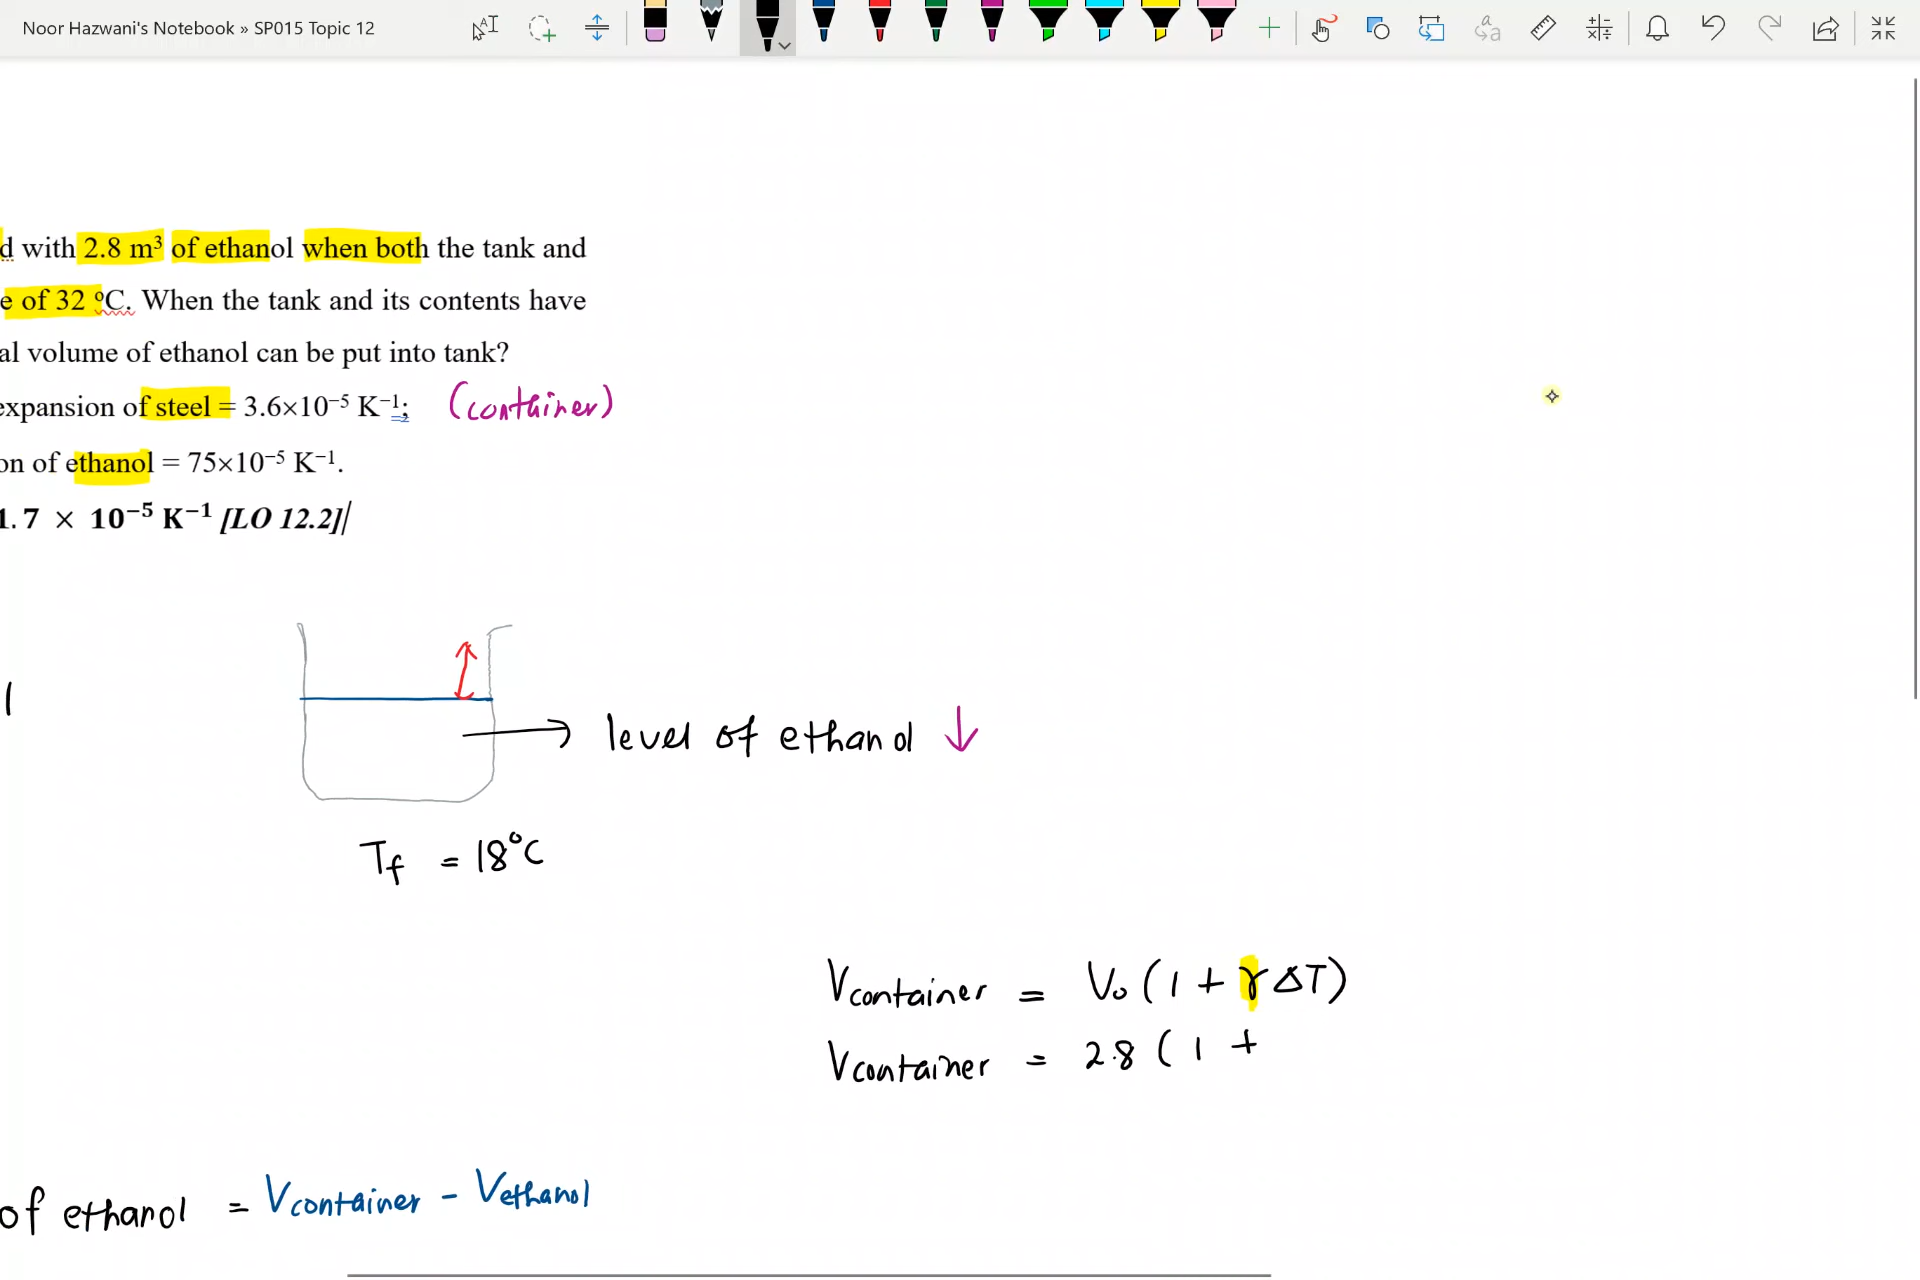 Noor Hazwani's Notebook » SP015 Topic 12
d with 2.8 m³ of ethanol when both the tank and
e of 32 ºC. When the tank and its contents have
al volume of ethanol can be put into tank?
expansion of steel = 3.6×10⁻⁵ K⁻¹; (container)
on of ethanol = 75×10⁻⁵ K⁻¹.
1.7 × 10⁻⁵ K⁻¹ [LO 12.2]
level of ethanol ↓
Tf = 18°C
Vcontainer = V₀ (1 + γΔT)
Vcontainer = 2.8 ( 1 +
of ethanol = Vcontainer - Vethanol